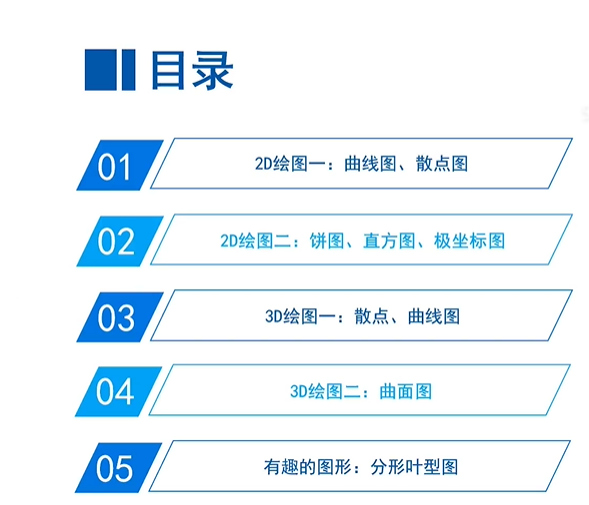 目录
01 2D绘图一：曲线图、散点图
02 2D绘图二：饼图、直方图、极坐标图
03 3D绘图一：散点、曲线图
04 3D绘图二：曲面图
05 有趣的图形：分形叶型图